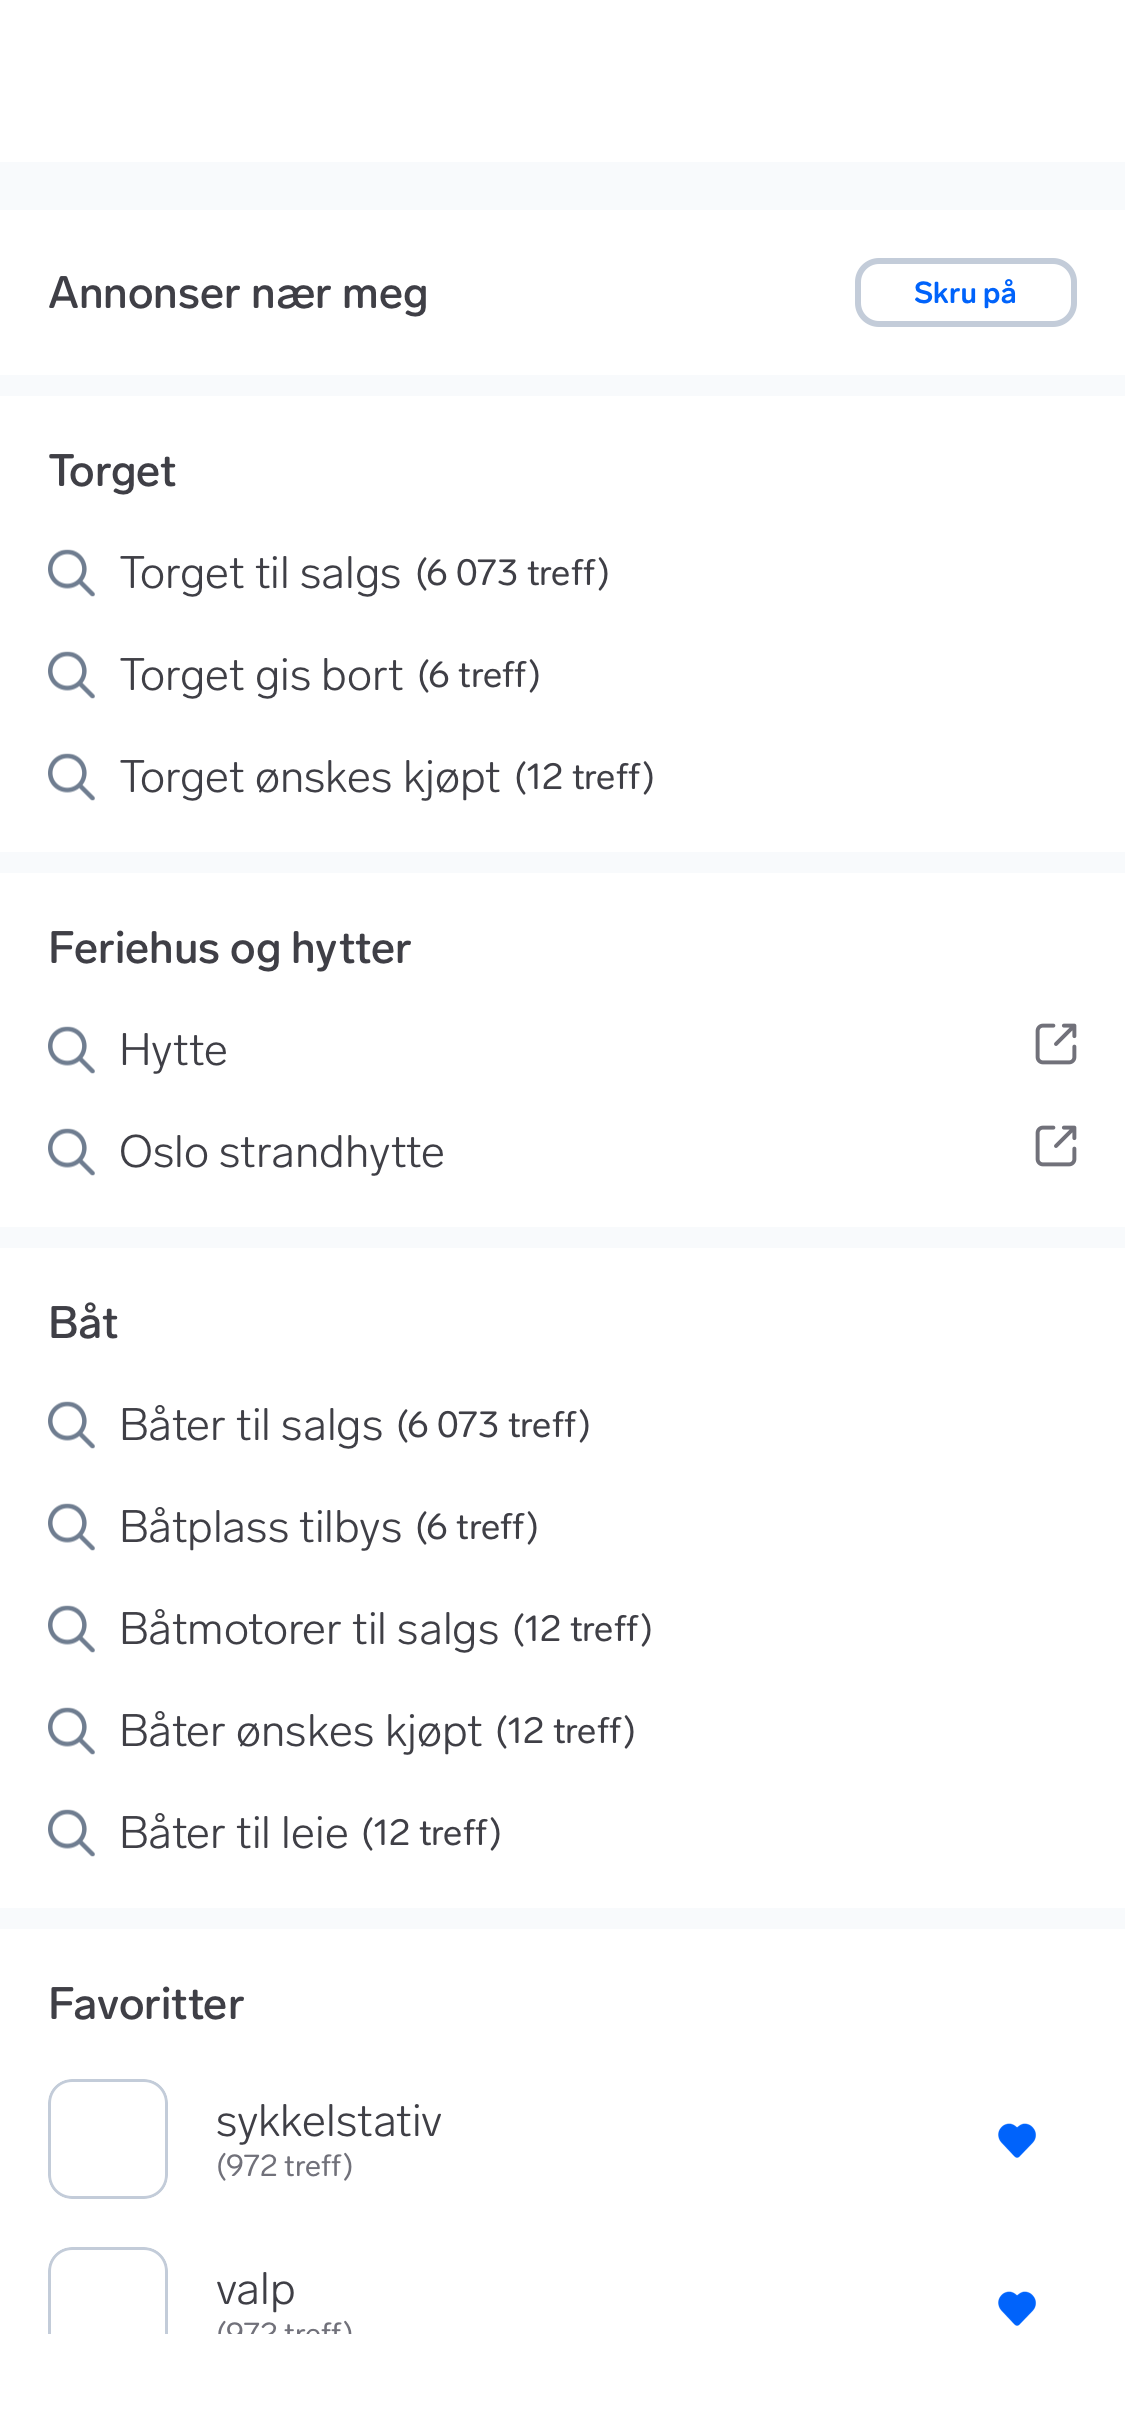 Annonser nær meg
Skru på
Torget
Torget til salgs (6 073 treff)
Torget gis bort (6 treff)
Torget ønskes kjøpt (12 treff)
Feriehus og hytter
Hytte
Oslo strandhytte
Båt
Båter til salgs (6 073 treff)
Båtplass tilbys (6 treff)
Båtmotorer til salgs (12 treff)
Båter ønskes kjøpt (12 treff)
Båter til leie (12 treff)
Favoritter
sykkelstativ
(972 treff)
valp
(972 treff)